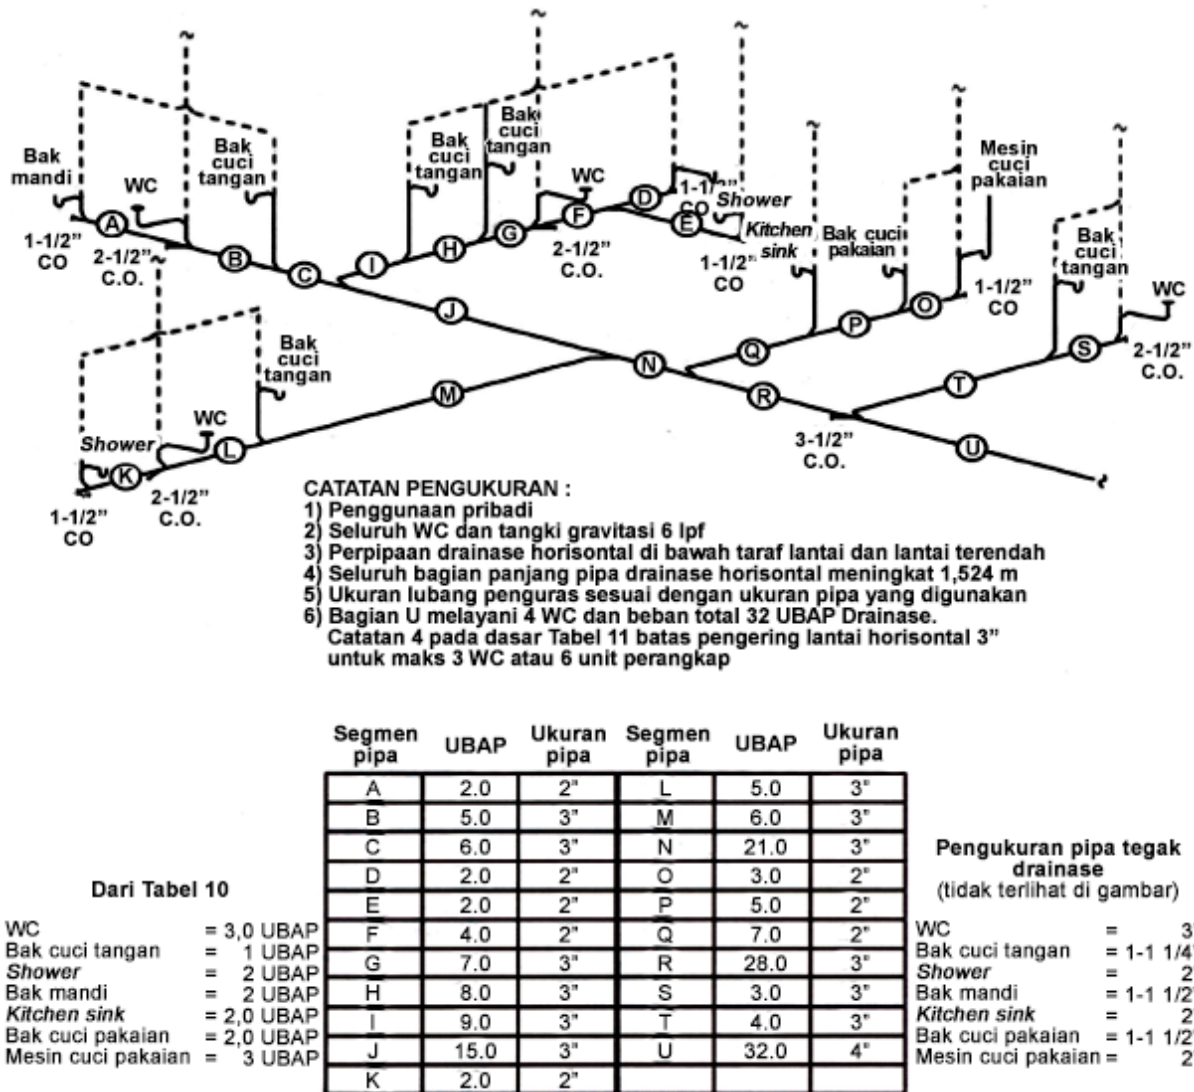 Bak
mandi
WC
Bak
cuci
tangan
Bak
cuci
tangan
Bak
cuci
tangan
WC
1-1/2"
CO
Shower
Kitchen
sink
Bak cuci
pakaian
Mesin
cuci
pakaian
Bak
cuci
tangan
WC
A
B
C
I
H
G
F
D
E
1-1/2"
CO
2-1/2"
C.O.
2-1/2"
C.O.
1-1/2"
CO
1-1/2"
CO
2-1/2"
C.O.
J
Q
P
O
S
T
N
R
M
U
3-1/2"
C.O.
Bak
cuci
tangan
WC
Shower
K
L
1-1/2"
CO
2-1/2"
C.O.
CATATAN PENGUKURAN :
1) Penggunaan pribadi
2) Seluruh WC dan tangki gravitasi 6 lpf
3) Perpipaan drainase horisontal di bawah taraf lantai dan lantai terendah
4) Seluruh bagian panjang pipa drainase horisontal meningkat 1,524 m
5) Ukuran lubang penguras sesuai dengan ukuran pipa yang digunakan
6) Bagian U melayani 4 WC dan beban total 32 UBAP Drainase.
Catatan 4 pada dasar Tabel 11 batas pengering lantai horisontal 3"
untuk maks 3 WC atau 6 unit perangkap
Segmen pipa UBAP Ukuran pipa Segmen pipa UBAP Ukuran pipa
A 2.0 2" L 5.0 3"
B 5.0 3" M 6.0 3"
C 6.0 3" N 21.0 3"
D 2.0 2" O 3.0 2"
E 2.0 2" P 5.0 2"
F 4.0 2" Q 7.0 2"
G 7.0 3" R 28.0 3"
H 8.0 3" S 3.0 3"
I 9.0 3" T 4.0 3"
J 15.0 3" U 32.0 4"
K 2.0 2"
Dari Tabel 10
WC = 3,0 UBAP
Bak cuci tangan = 1 UBAP
Shower = 2 UBAP
Bak mandi = 2 UBAP
Kitchen sink = 2,0 UBAP
Bak cuci pakaian = 2,0 UBAP
Mesin cuci pakaian = 3 UBAP
Pengukuran pipa tegak
drainase
(tidak terlihat di gambar)
WC = 3
Bak cuci tangan = 1-1 1/4"
Shower = 2
Bak mandi = 1-1 1/2"
Kitchen sink = 2
Bak cuci pakaian = 1-1 1/2
Mesin cuci pakaian = 2